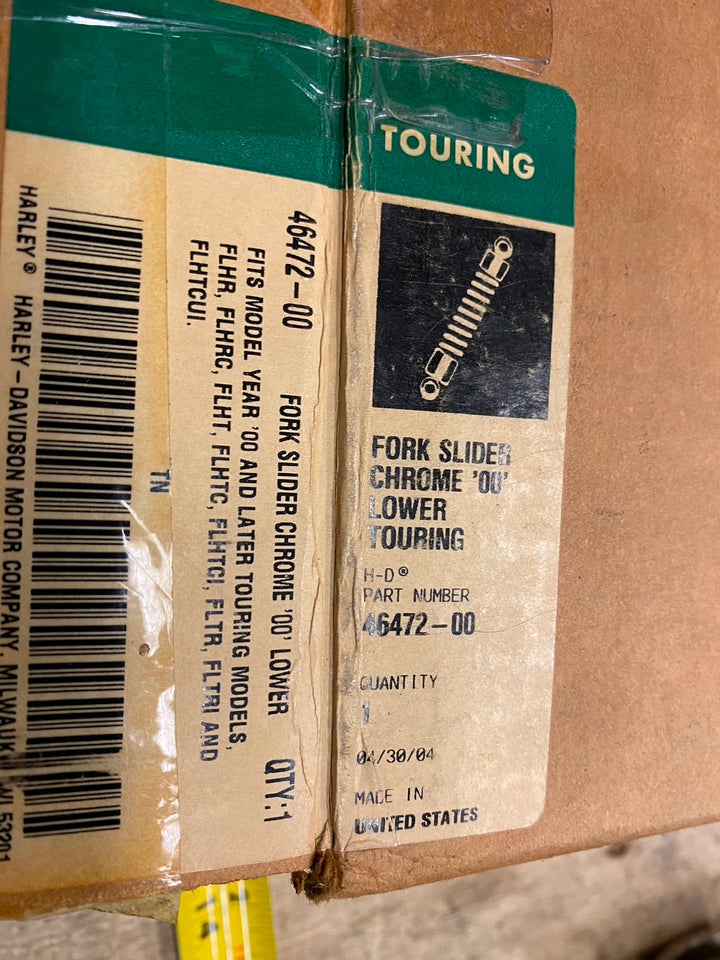 TOURING
FORK SLIDER
CHROME '00'
LOWER
TOURING
H-D®
PART NUMBER
46472-00
QUANTITY
1
04/30/04
MADE IN
UNITED STATES
46472-00 FORK SLIDER CHROME '00' LOWER QTY:1
FITS MODEL YEAR '00 AND LATER TOURING MODELS,
FLHR, FLHRC, FLHT, FLHTC, FLHTCI, FLTR, FLTRI AND
FLHTCUI.
TN
HARLEY® HARLEY-DAVIDSON MOTOR COMPANY, MILWAUK WI 53201